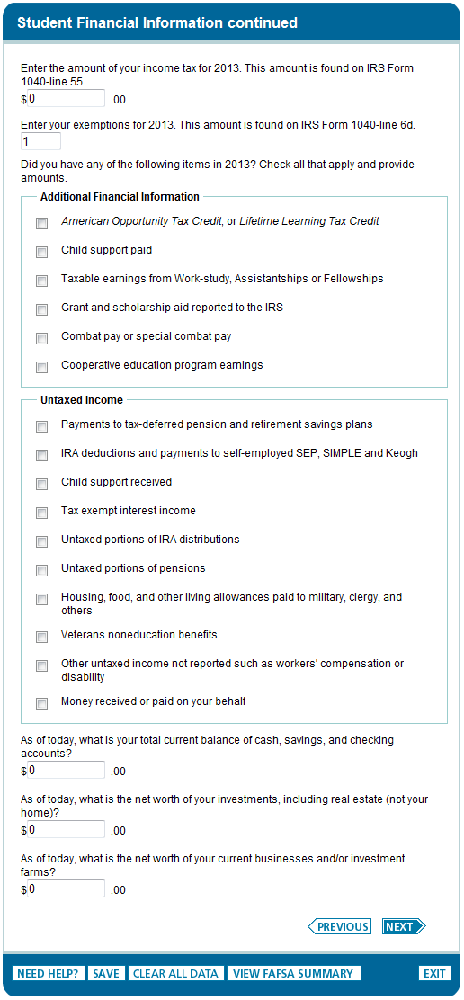 Student Financial Information continued
Enter the amount of your income tax for 2013. This amount is found on IRS Form
1040-line 55.
$ 0 .00
Enter your exemptions for 2013. This amount is found on IRS Form 1040-line 6d.
1
Did you have any of the following items in 2013? Check all that apply and provide
amounts.
Additional Financial Information
American Opportunity Tax Credit, or Lifetime Learning Tax Credit
Child support paid
Taxable earnings from Work-study, Assistantships or Fellowships
Grant and scholarship aid reported to the IRS
Combat pay or special combat pay
Cooperative education program earnings
Untaxed Income
Payments to tax-deferred pension and retirement savings plans
IRA deductions and payments to self-employed SEP, SIMPLE and Keogh
Child support received
Tax exempt interest income
Untaxed portions of IRA distributions
Untaxed portions of pensions
Housing, food, and other living allowances paid to military, clergy, and
others
Veterans noneducation benefits
Other untaxed income not reported such as workers' compensation or
disability
Money received or paid on your behalf
As of today, what is your total current balance of cash, savings, and checking
accounts?
$ 0 .00
As of today, what is the net worth of your investments, including real estate (not your
home)?
$ 0 .00
As of today, what is the net worth of your current businesses and/or investment
farms?
$ 0 .00
PREVIOUS NEXT
NEED HELP? SAVE CLEAR ALL DATA VIEW FAFSA SUMMARY EXIT